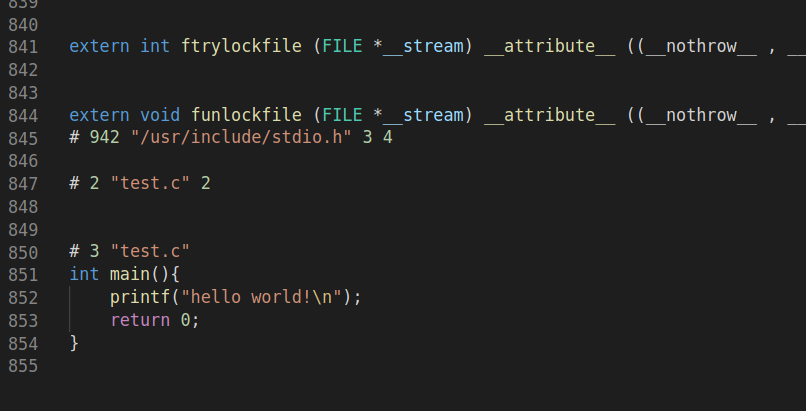 839
840
841 extern int ftrylockfile (FILE *__stream) __attribute__ ((__nothrow__ , __
842
843
844 extern void funlockfile (FILE *__stream) __attribute__ ((__nothrow__ , __
845 # 942 "/usr/include/stdio.h" 3 4
846
847 # 2 "test.c" 2
848
849
850 # 3 "test.c"
851 int main(){
852     printf("hello world!\n");
853     return 0;
854 }
855